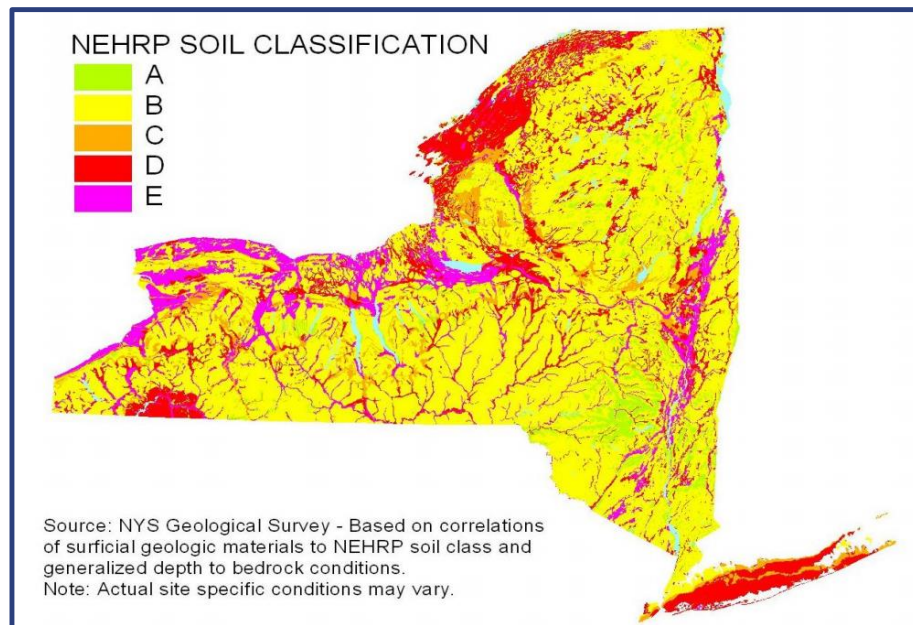 NEHRP SOIL CLASSIFICATION
A
B
C
D
E
Source: NYS Geological Survey - Based on correlations
of surficial geologic materials to NEHRP soil class and
generalized depth to bedrock conditions.
Note: Actual site specific conditions may vary.